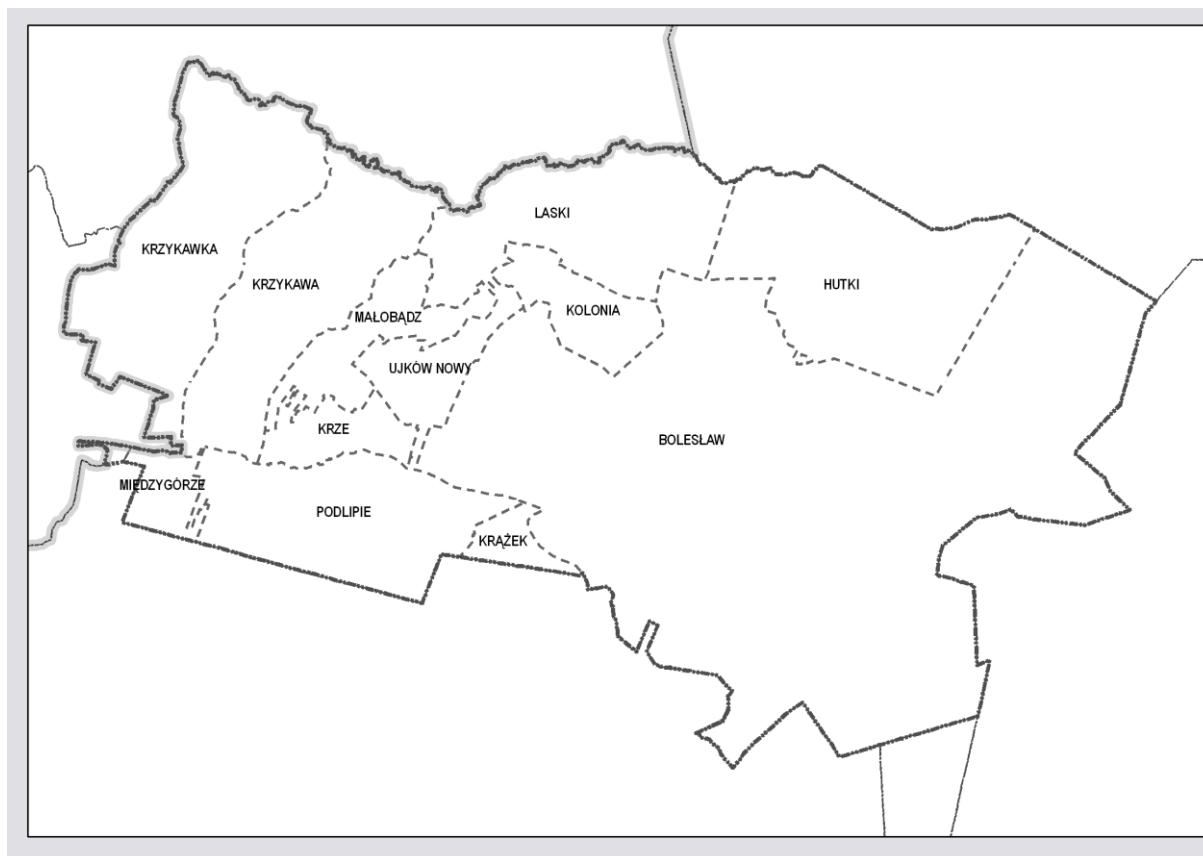 LASKI
KRZYKAWKA
KRZYKAWA
HUTKI
KOLONIA
MAŁOBĄDZ
UJKÓW NOWY
KRZE
BOLESŁAW
MIĘDZYGÓRZE
PODLIPIE
KRĄŻEK